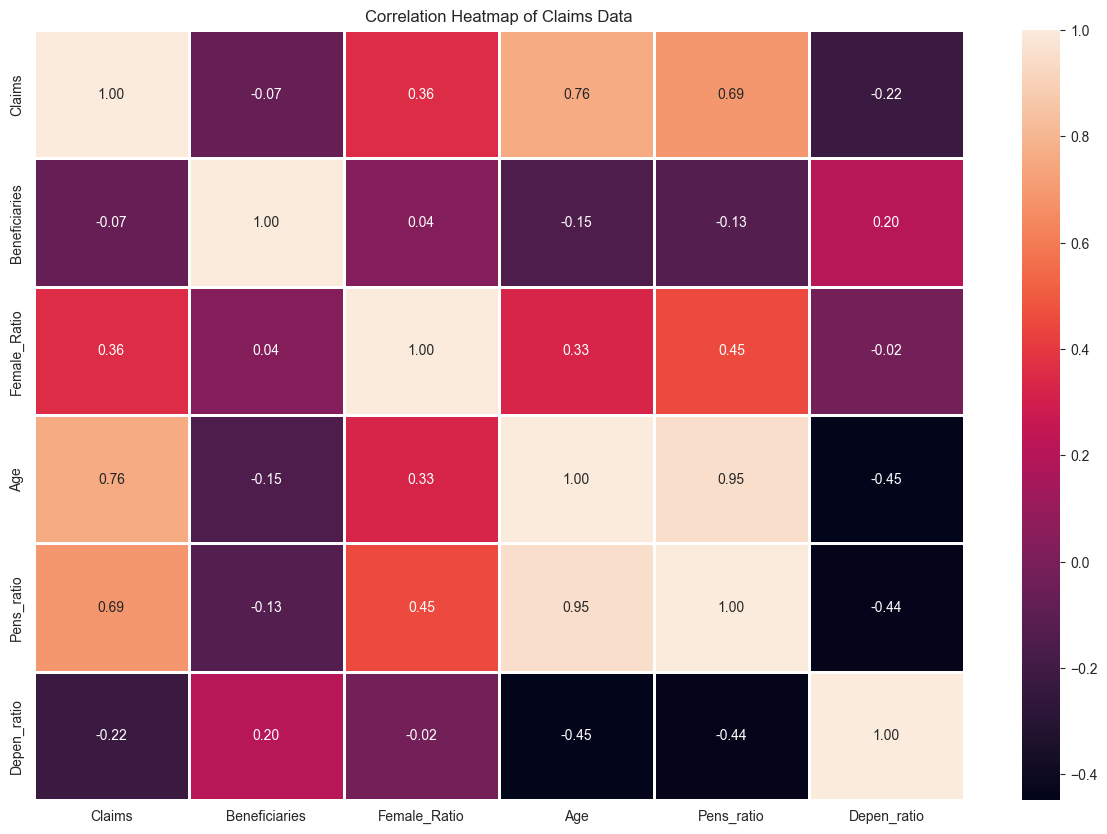 Correlation Heatmap of Claims Data
Claims 1.00 -0.07 0.36 0.76 0.69 -0.22
Beneficiaries -0.07 1.00 0.04 -0.15 -0.13 0.20
Female_Ratio 0.36 0.04 1.00 0.33 0.45 -0.02
Age 0.76 -0.15 0.33 1.00 0.95 -0.45
Pens_ratio 0.69 -0.13 0.45 0.95 1.00 -0.44
Depen_ratio -0.22 0.20 -0.02 -0.45 -0.44 1.00
Claims Beneficiaries Female_Ratio Age Pens_ratio Depen_ratio
1.0
0.8
0.6
0.4
0.2
0.0
−0.2
−0.4